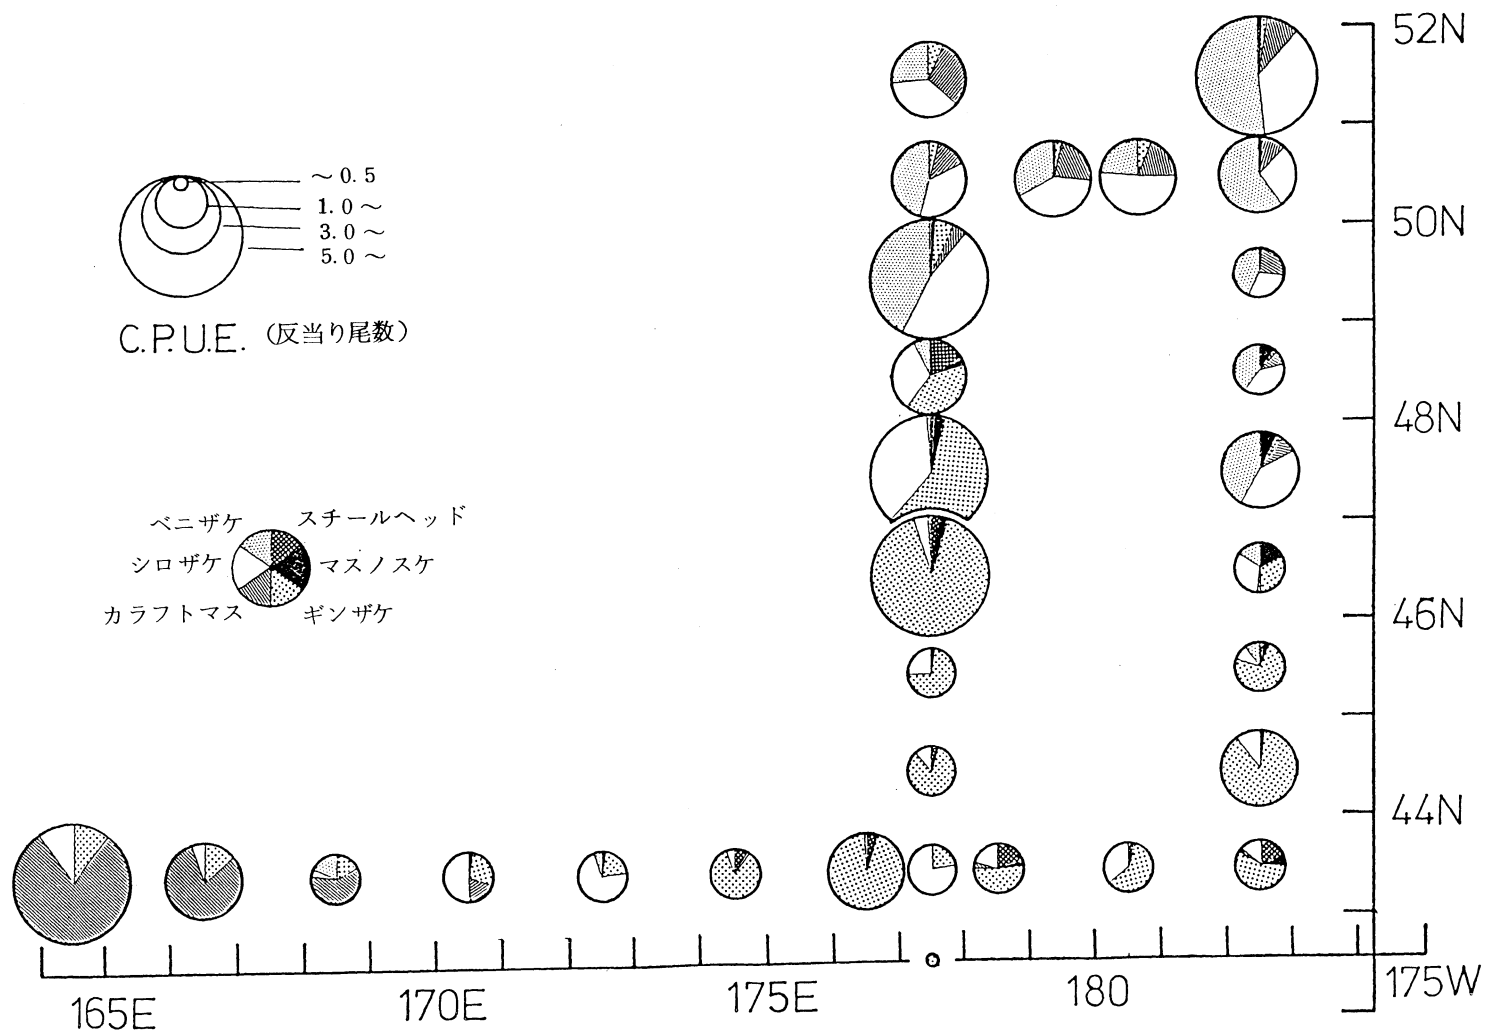 52N
～0.5
1.0～
3.0～
5.0～
50N
C.P.U.E. (反当り尾数)
48N
ベニザケ スチールヘッド
シロザケ マスノスケ
カラフトマス ギンザケ
46N
44N
165E 170E 175E 180 175W